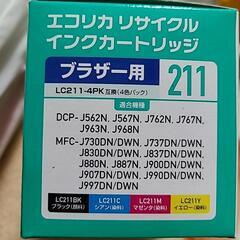 エコリカ リサイクル
インクカートリッジ
ブラザー用 211
LC211-4PK互換(4色パック)
適合機種
DCP-J562N、J567N、J762N、J767N、
J963N、J968N
MFC-J730DN/DWN、J737DN/DWN、
J830DN/DWN、J837DN/DWN、
J880N、J887N、J900DN/DWN、
J907DN/DWN、J990DN/DWN、
J997DN/DWN
LC211BK LC211C LC211M LC211Y
ブラック(顔料) シアン(染料) マゼンタ(染料) イエロー(染料)